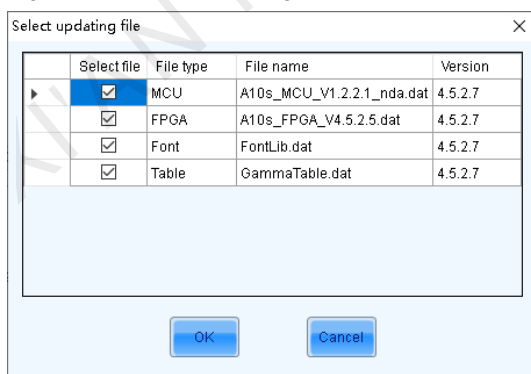 Select updating file
Select file File type File name Version
MCU A10s_MCU_V1.2.2.1_nda.dat 4.5.2.7
FPGA A10s_FPGA_V4.5.2.5.dat 4.5.2.7
Font FontLib.dat 4.5.2.7
Table GammaTable.dat 4.5.2.7
OK Cancel
XI'AN